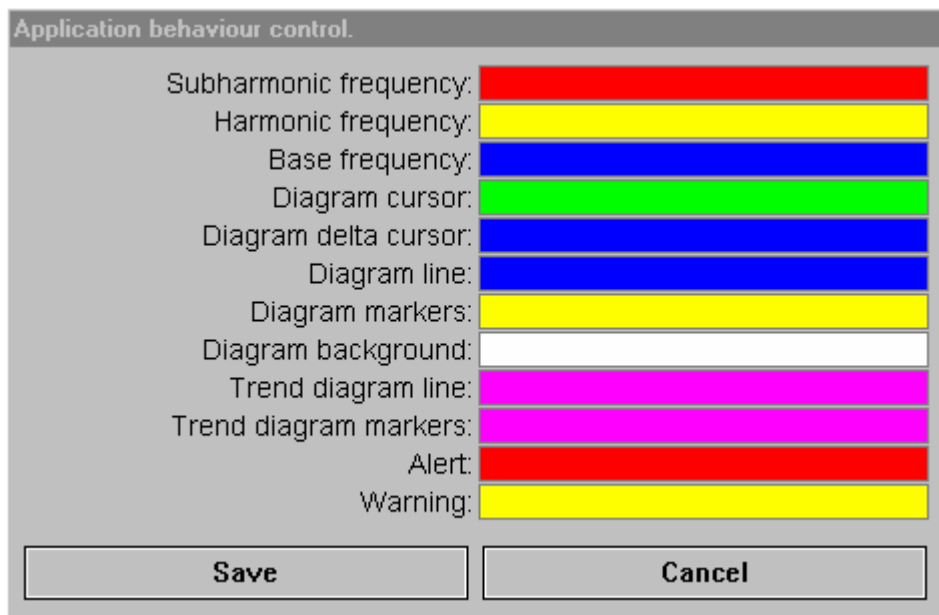 Application behaviour control.
Subharmonic frequency:
Harmonic frequency:
Base frequency:
Diagram cursor:
Diagram delta cursor:
Diagram line:
Diagram markers:
Diagram background:
Trend diagram line:
Trend diagram markers:
Alert:
Warning:
Save Cancel